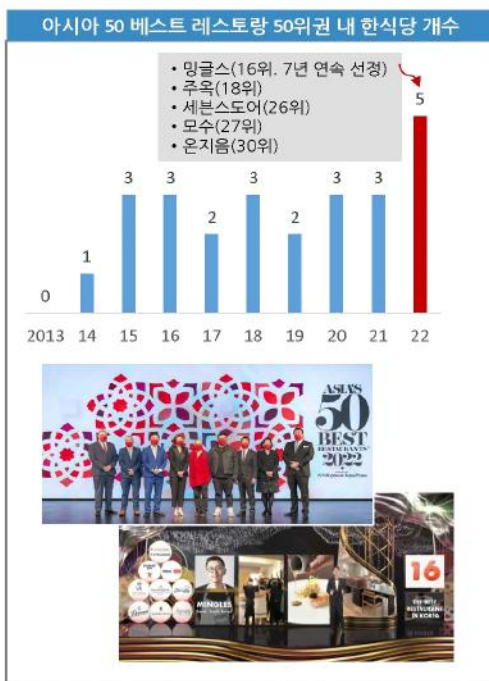 아시아 50 베스트 레스토랑 50위권 내 한식당 개수
• 밍글스(16위. 7년 연속 선정)
• 주옥(18위)
• 세븐스도어(26위)
• 모수(27위)
• 온지음(30위)
0
1
3
3
2
3
2
3
3
5
2013 14 15 16 17 18 19 20 21 22
ASIA'S
50
BEST
RESTAURANTS
2022
MINGLES
16
THE BEST
RESTAURANT
IN KOREA